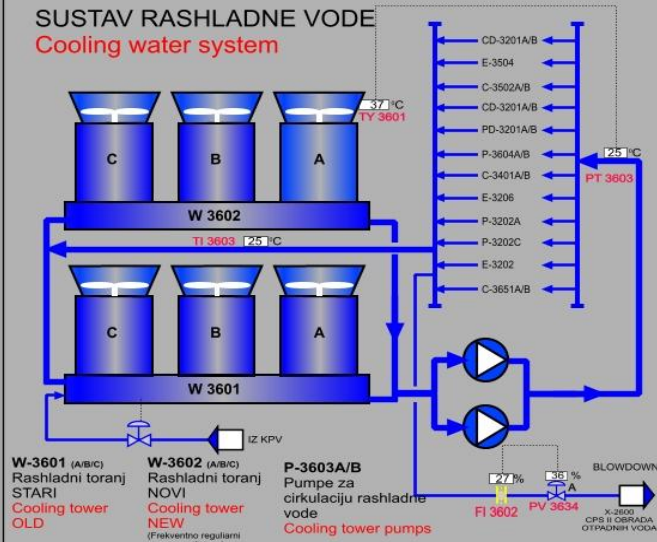 SUSTAV RASHLADNE VODE
Cooling water system
37 °C
TY 3601
CD-3201A/B
E-3504
C-3502A/B
CD-3201A/B
PD-3201A/B
P-3604A/B
C-3401A/B
E-3206
P-3202A
P-3202C
E-3202
C-3651A/B
25 °C
PT 3603
C
B
A
W 3602
TI 3603 25 °C
C
B
A
W 3601
IZ KPV
W-3601 (A/B/C)
Rashladni toranj
STARI
Cooling tower
OLD
W-3602 (A/B/C)
Rashladni toranj
NOVI
Cooling tower
NEW
(Frekventno reguliarni
P-3603A/B
Pumpe za
cirkulaciju rashladne
vode
Cooling tower pumps
27 %
FI 3602
36 %
A
PV 3634
BLOWDOWN
X-2600
CPS II OBRADA
OTPADNIH VODA